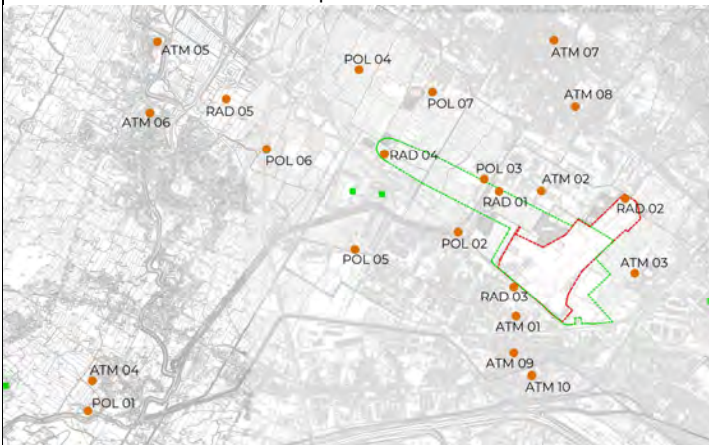 ATM 05
ATM 07
POL 04
POL 07
ATM 08
RAD 05
ATM 06
POL 06
RAD 04
POL 03
RAD 01
ATM 02
RAD 02
POL 02
POL 05
ATM 03
RAD 03
ATM 01
ATM 09
ATM 04
ATM 10
POL 01